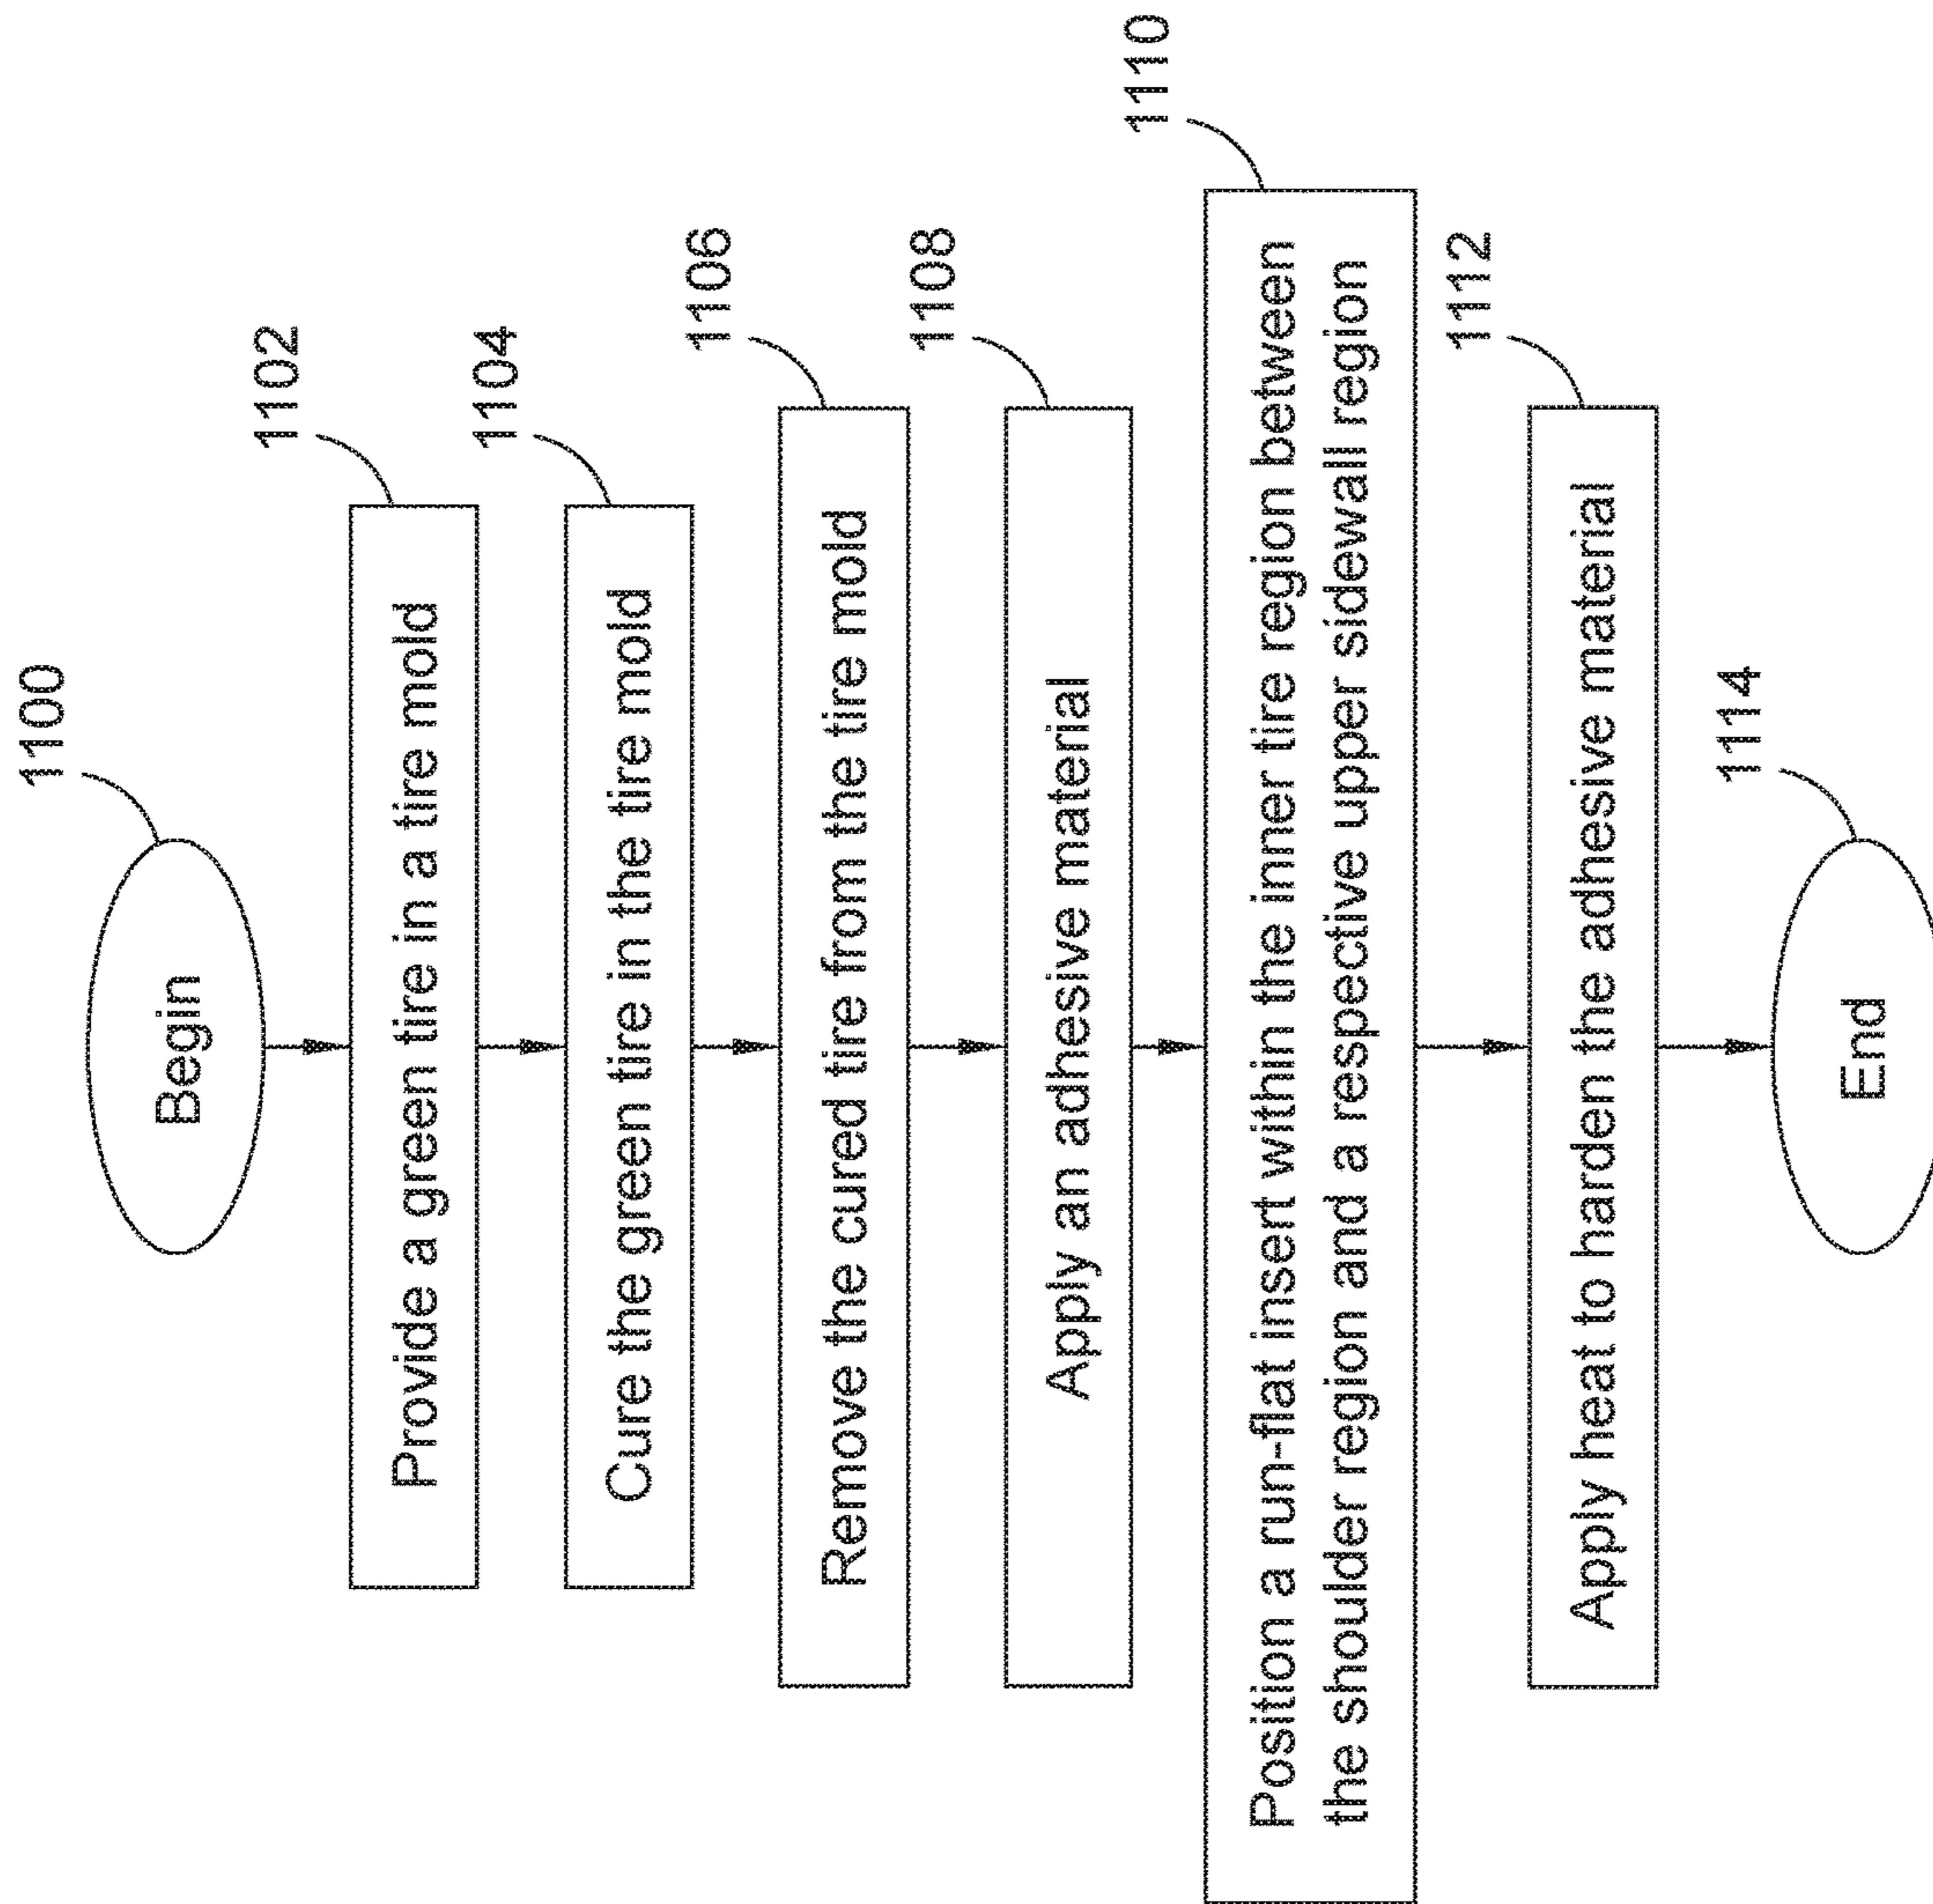 1100
Begin
1102
Provide a green tire in a tire mold
1104
Cure the green tire in the tire mold
1106
Remove the cured tire from the tire mold
1108
Apply an adhesive material
1110
Position a run-flat insert within the inner tire region between
the shoulder region and a respective upper sidewall region
1112
Apply heat to harden the adhesive material
1114
End